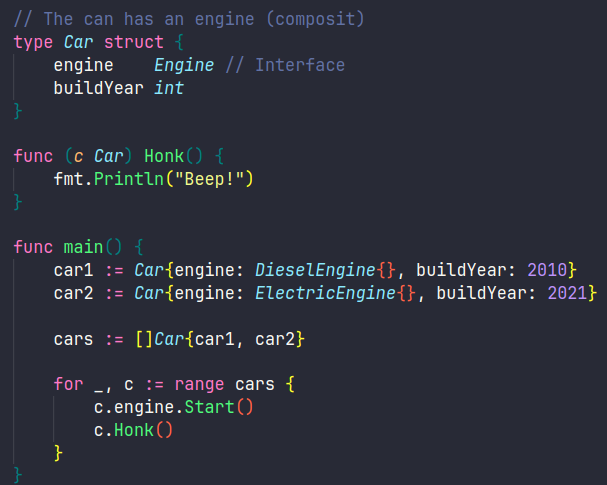 // The can has an engine (composit)
type Car struct {
    engine    Engine // Interface
    buildYear int
}

func (c Car) Honk() {
    fmt.Println("Beep!")
}

func main() {
    car1 := Car{engine: DieselEngine{}, buildYear: 2010}
    car2 := Car{engine: ElectricEngine{}, buildYear: 2021}

    cars := []Car{car1, car2}

    for _, c := range cars {
        c.engine.Start()
        c.Honk()
    }
}